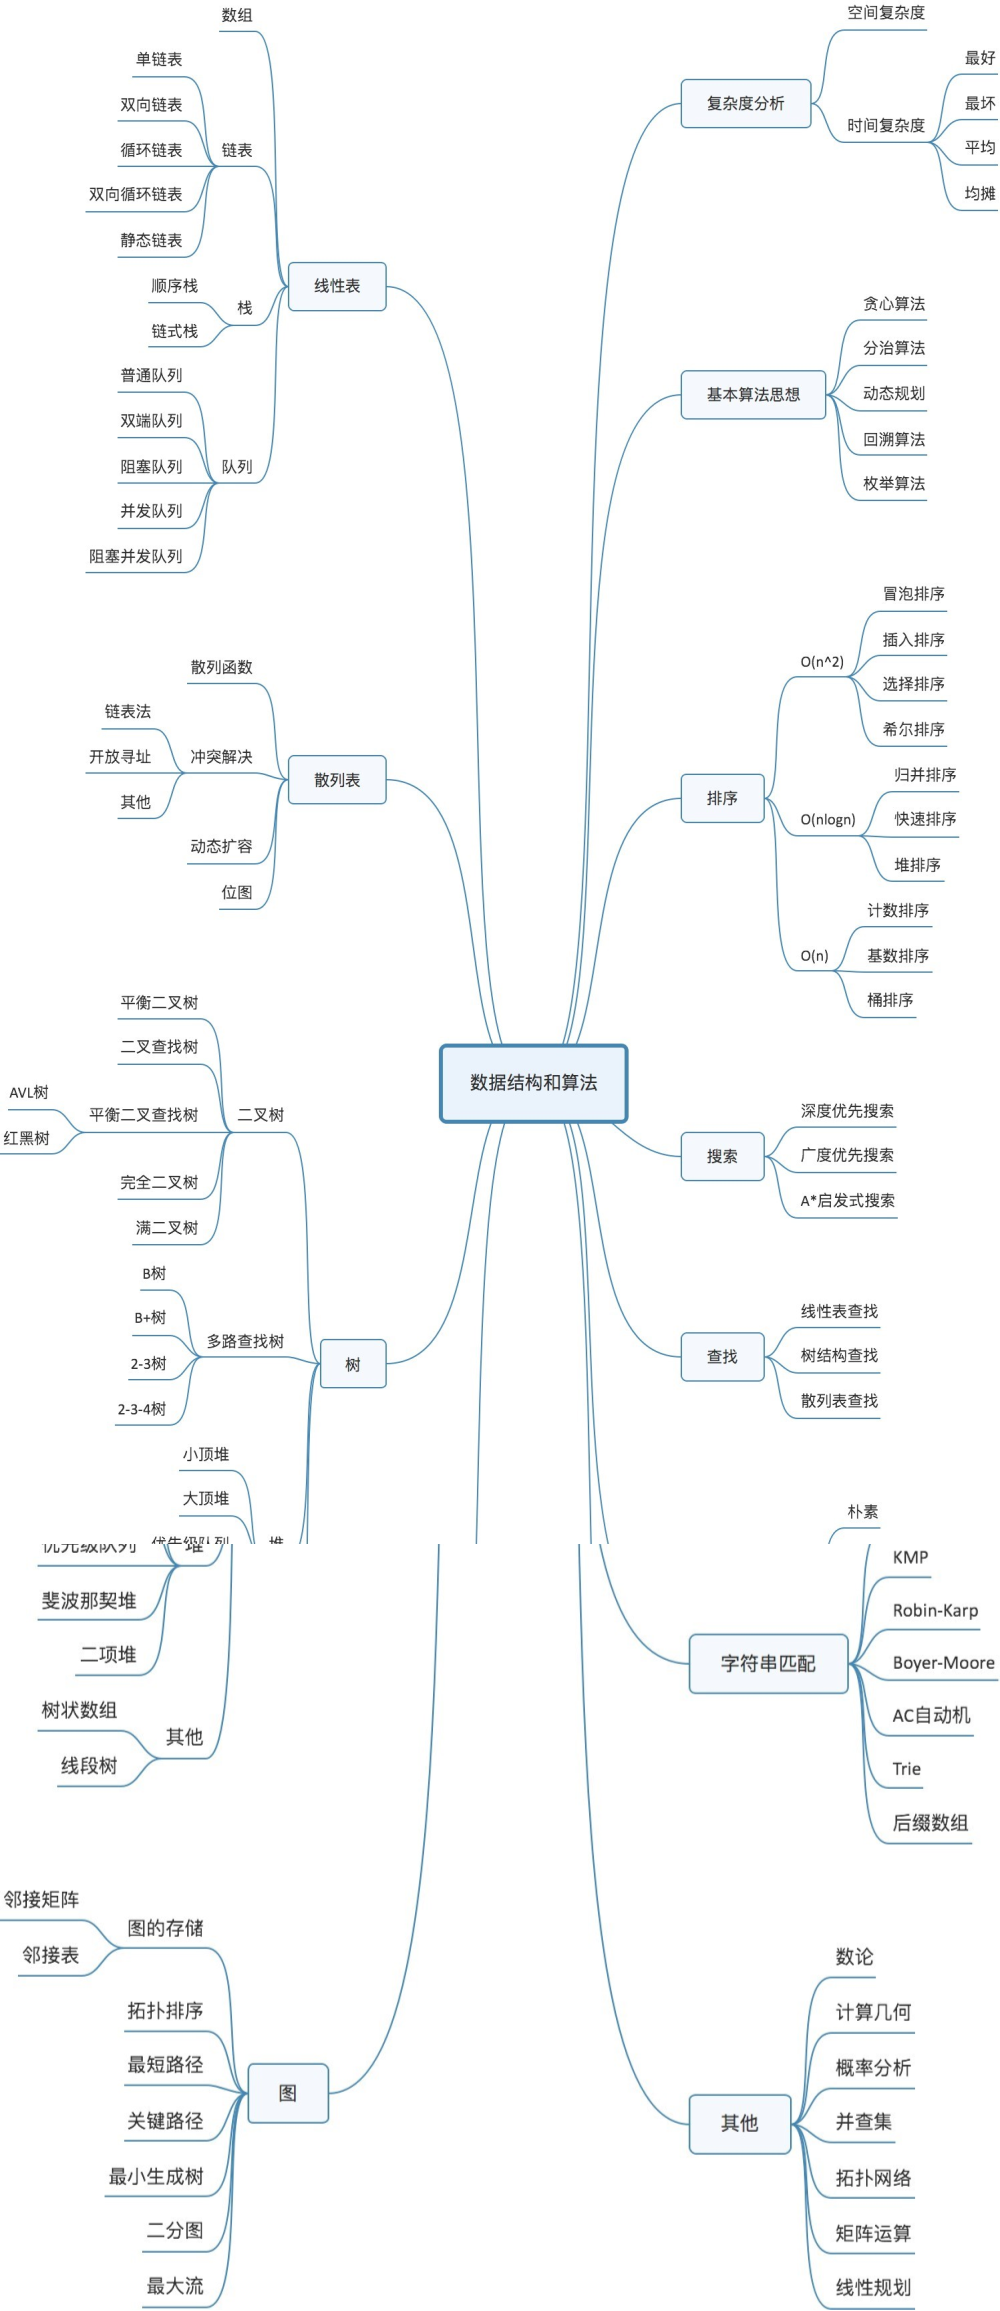 数组
单链表
双向链表
循环链表
双向循环链表
静态链表
链表
顺序栈
链式栈
栈
普通队列
双端队列
阻塞队列
并发队列
阻塞并发队列
队列
线性表
散列函数
链表法
开放寻址
其他
冲突解决
动态扩容
位图
散列表
平衡二叉树
二叉查找树
AVL树
红黑树
平衡二叉查找树
完全二叉树
满二叉树
二叉树
B树
B+树
2-3树
2-3-4树
多路查找树
树
小顶堆
大顶堆
优先级队列
堆
优先级队列
堆
斐波那契堆
二项堆
树状数组
线段树
其他
邻接矩阵
邻接表
图的存储
拓扑排序
最短路径
关键路径
最小生成树
二分图
最大流
图
数据结构和算法
复杂度分析
空间复杂度
时间复杂度
最好
最坏
平均
均摊
基本算法思想
贪心算法
分治算法
动态规划
回溯算法
枚举算法
排序
O(n^2)
冒泡排序
插入排序
选择排序
希尔排序
O(nlogn)
归并排序
快速排序
堆排序
O(n)
计数排序
基数排序
桶排序
搜索
深度优先搜索
广度优先搜索
A*启发式搜索
查找
线性表查找
树结构查找
散列表查找
字符串匹配
朴素
KMP
Robin-Karp
Boyer-Moore
AC自动机
Trie
后缀数组
其他
数论
计算几何
概率分析
并查集
拓扑网络
矩阵运算
线性规划